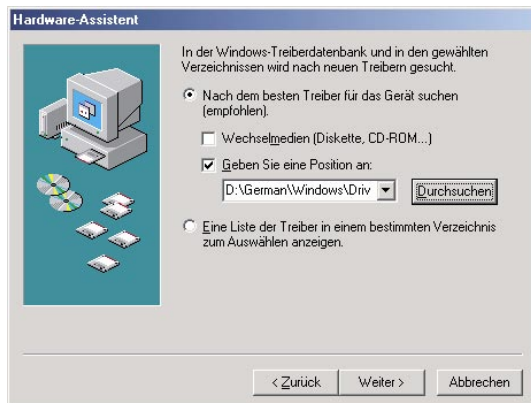 Hardware-Assistent
In der Windows-Treiberdatenbank und in den gewählten
Verzeichnissen wird nach neuen Treibern gesucht.
Nach dem besten Treiber für das Gerät suchen
(empfohlen).
Wechselmedien (Diskette, CD-ROM...)
Geben Sie eine Position an:
D:\German\Windows\Driv
Durchsuchen
Eine Liste der Treiber in einem bestimmten Verzeichnis
zum Auswählen anzeigen.
< Zurück
Weiter >
Abbrechen